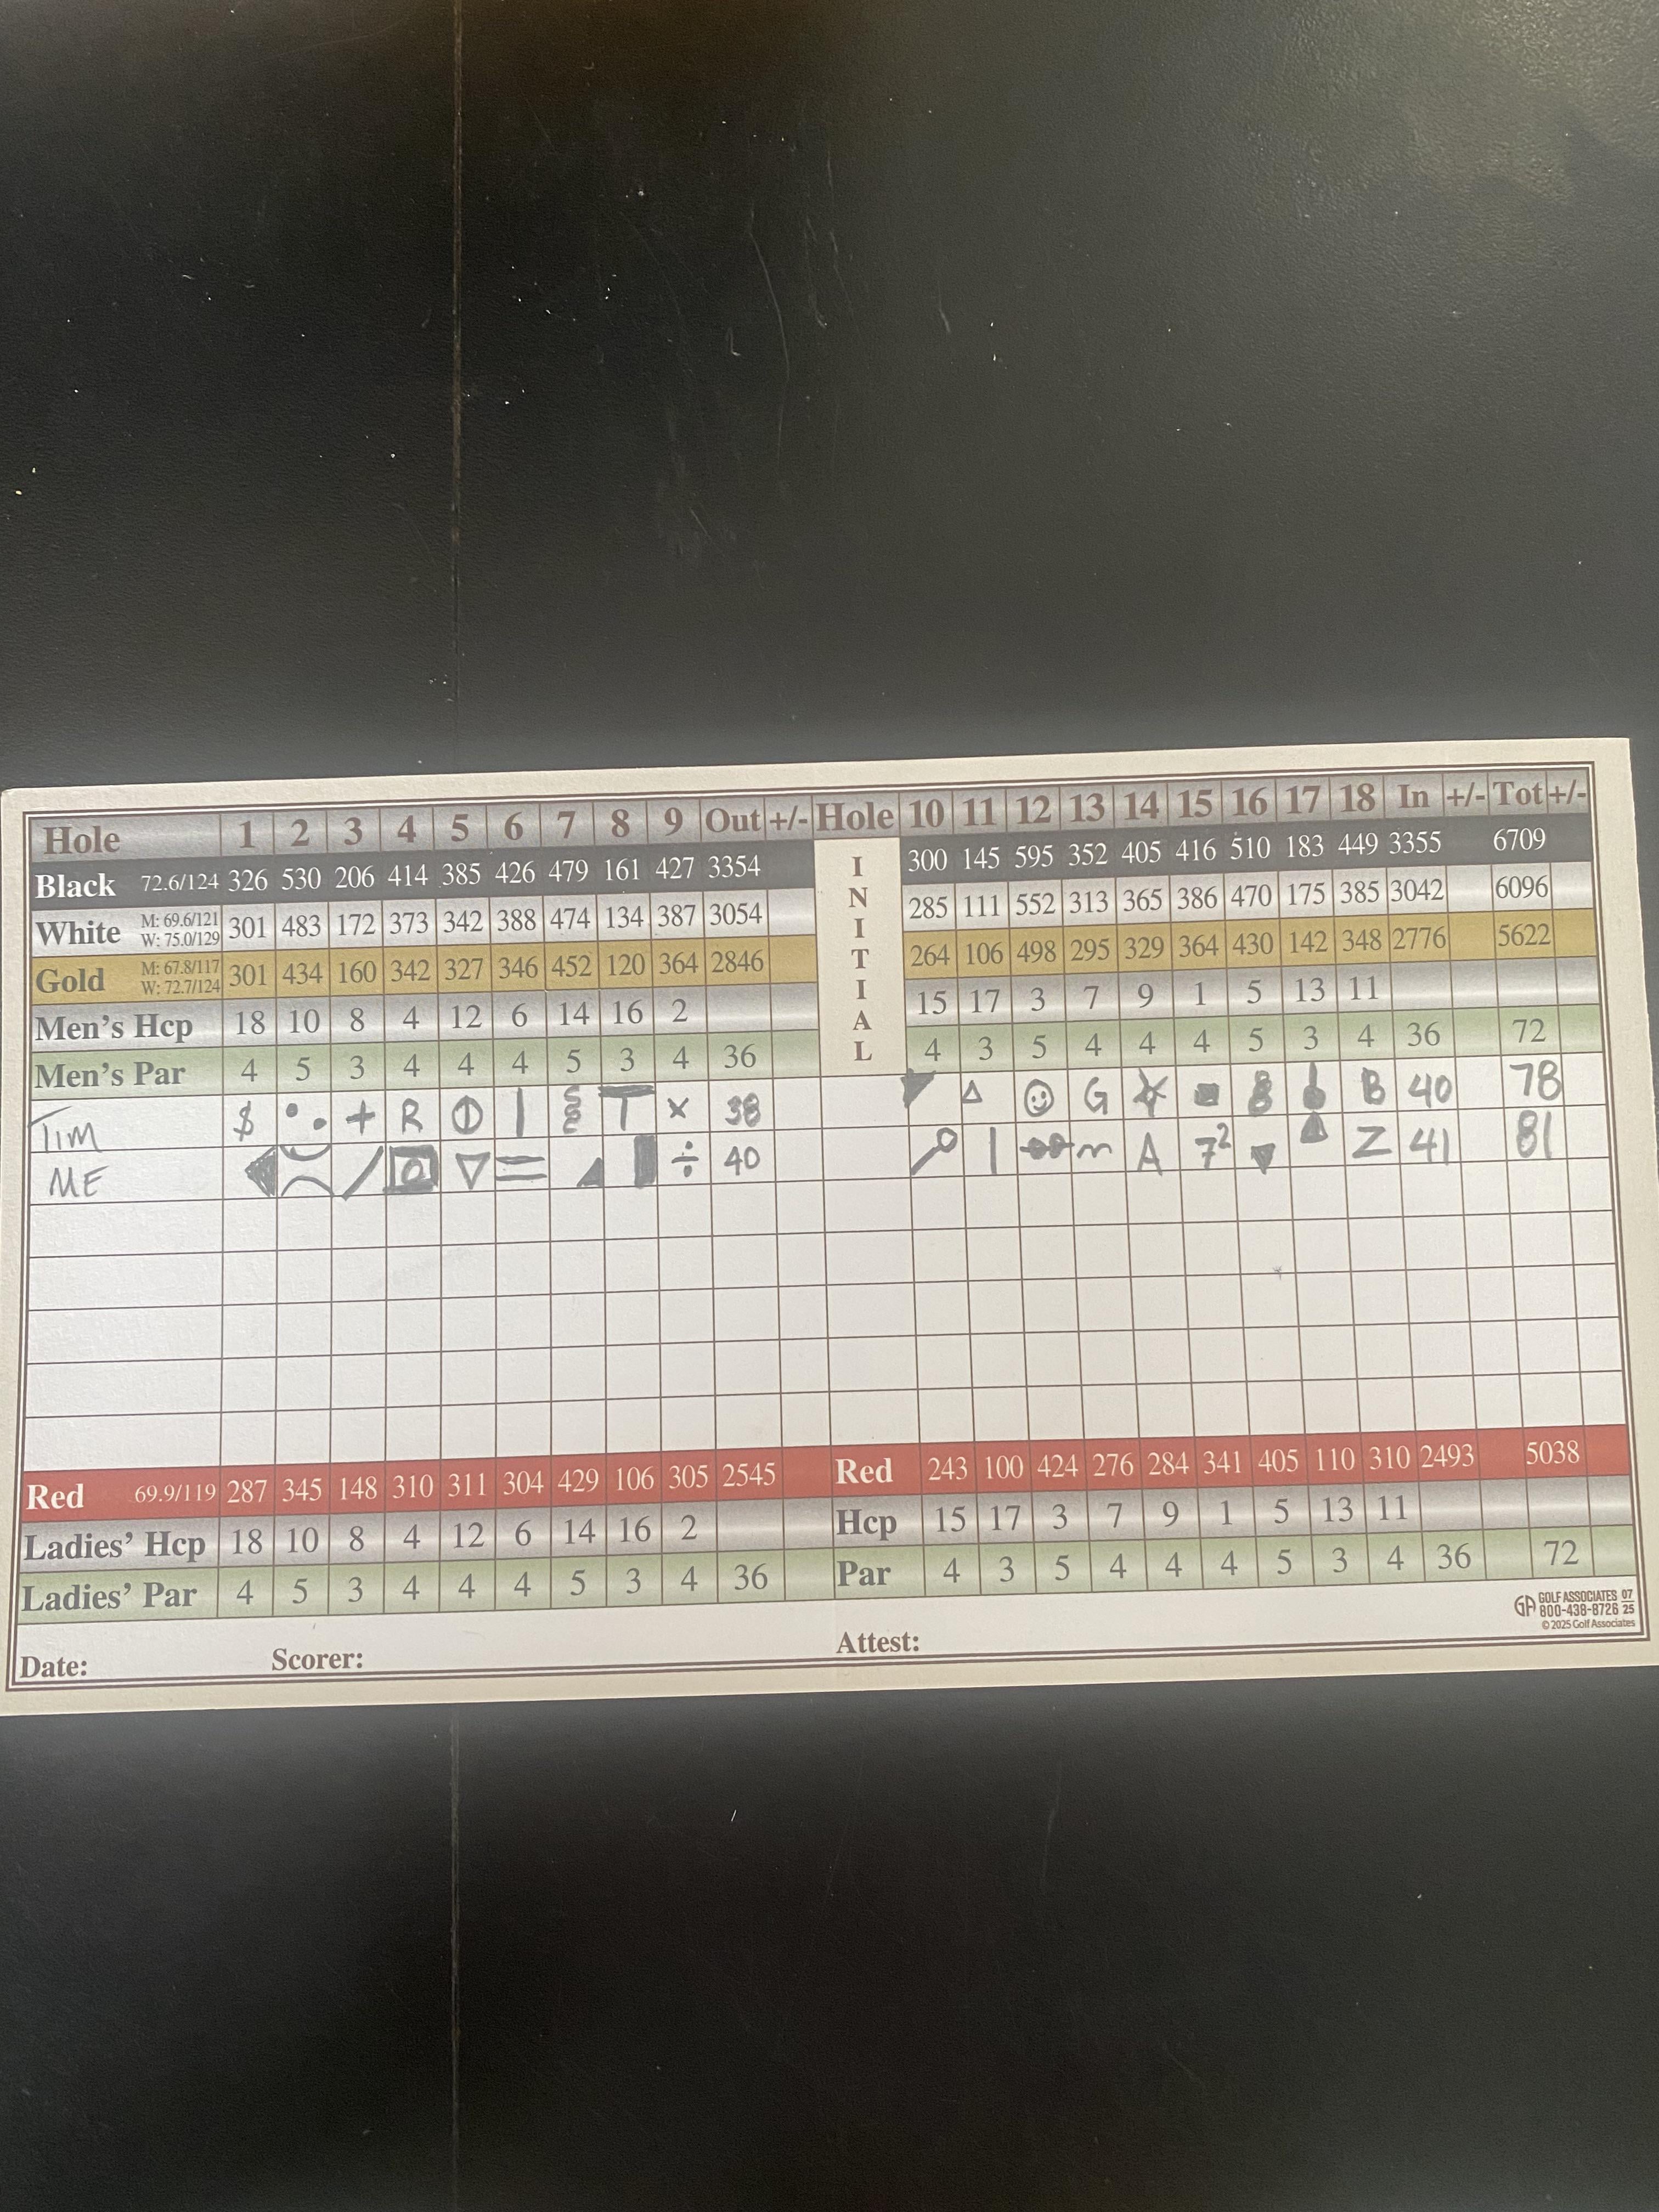 Hole 1 2 3 4 5 6 7 8 9 Out +/- Hole 10 11 12 13 14 15 16 17 18 In +/- Tot +/-
Black 72.6/124 326 530 206 414 385 426 479 161 427 3354 INITIAL 300 145 595 352 405 416 510 183 449 3355 6709
White M: 69.6/121 W: 75.0/129 301 483 172 373 342 388 474 134 387 3054 285 111 552 313 365 386 470 175 385 3042 6096
Gold M: 67.8/117 W: 72.7/124 301 434 160 342 327 346 452 120 364 2846 264 106 498 295 329 364 430 142 348 2776 5622
Men's Hcp 18 10 8 4 12 6 14 16 2 15 17 3 7 9 1 5 13 11
Men's Par 4 5 3 4 4 4 5 3 4 36 4 3 5 4 4 4 5 3 4 36 72
TIM $ + R | T × 38 G B 40 78
ME / = ÷ 40 | m A 7² Z 41 81
Red 69.9/119 287 345 148 310 311 304 429 106 305 2545 Red 243 100 424 276 284 341 405 110 310 2493 5038
Ladies' Hcp 18 10 8 4 12 6 14 16 2 Hcp 15 17 3 7 9 1 5 13 11
Ladies' Par 4 5 3 4 4 4 5 3 4 36 Par 4 3 5 4 4 4 5 3 4 36 72
GA GOLF ASSOCIATES 07
800-438-8726 25
© 2025 Golf Associates
Date: Scorer: Attest: